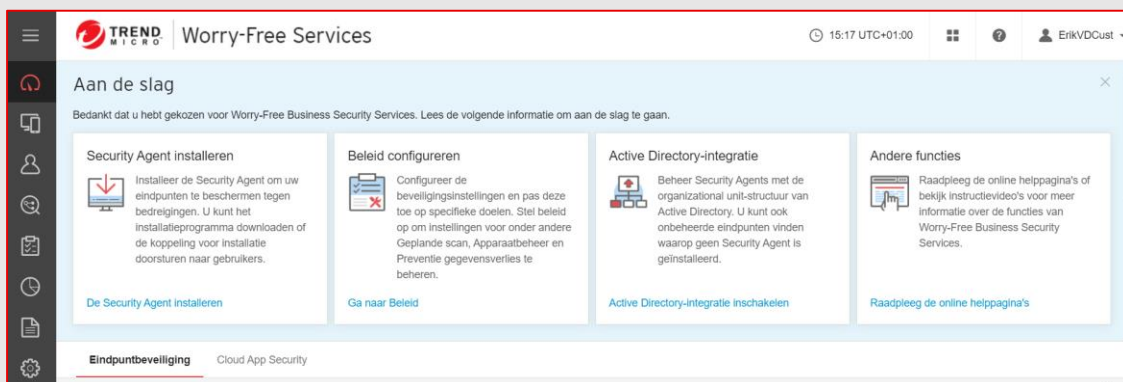 TREND MICRO
Worry-Free Services
15:17 UTC+01:00
ErikVDCust
Aan de slag
Bedankt dat u hebt gekozen voor Worry-Free Business Security Services. Lees de volgende informatie om aan de slag te gaan.
Security Agent installeren
Installeer de Security Agent om uw
eindpunten te beschermen tegen
bedreigingen. U kunt het
installatieprogramma downloaden of
de koppeling voor installatie
doorsturen naar gebruikers.
De Security Agent installeren
Beleid configureren
Configureer de
beveiligingsinstellingen en pas deze
toe op specifieke doelen. Stel beleid
op om instellingen voor onder andere
Geplande scan, Apparaatbeheer en
Preventie gegevensverlies te
beheren.
Ga naar Beleid
Active Directory-integratie
Beheer Security Agents met de
organizational unit-structuur van
Active Directory. U kunt ook
onbeheerde eindpunten vinden
waarop geen Security Agent is
geïnstalleerd.
Active Directory-integratie inschakelen
Andere functies
Raadpleeg de online helppagina's of
bekijk instructievideo's voor meer
informatie over de functies van
Worry-Free Business Security
Services.
Raadpleeg de online helppagina's
Eindpuntbeveiliging
Cloud App Security